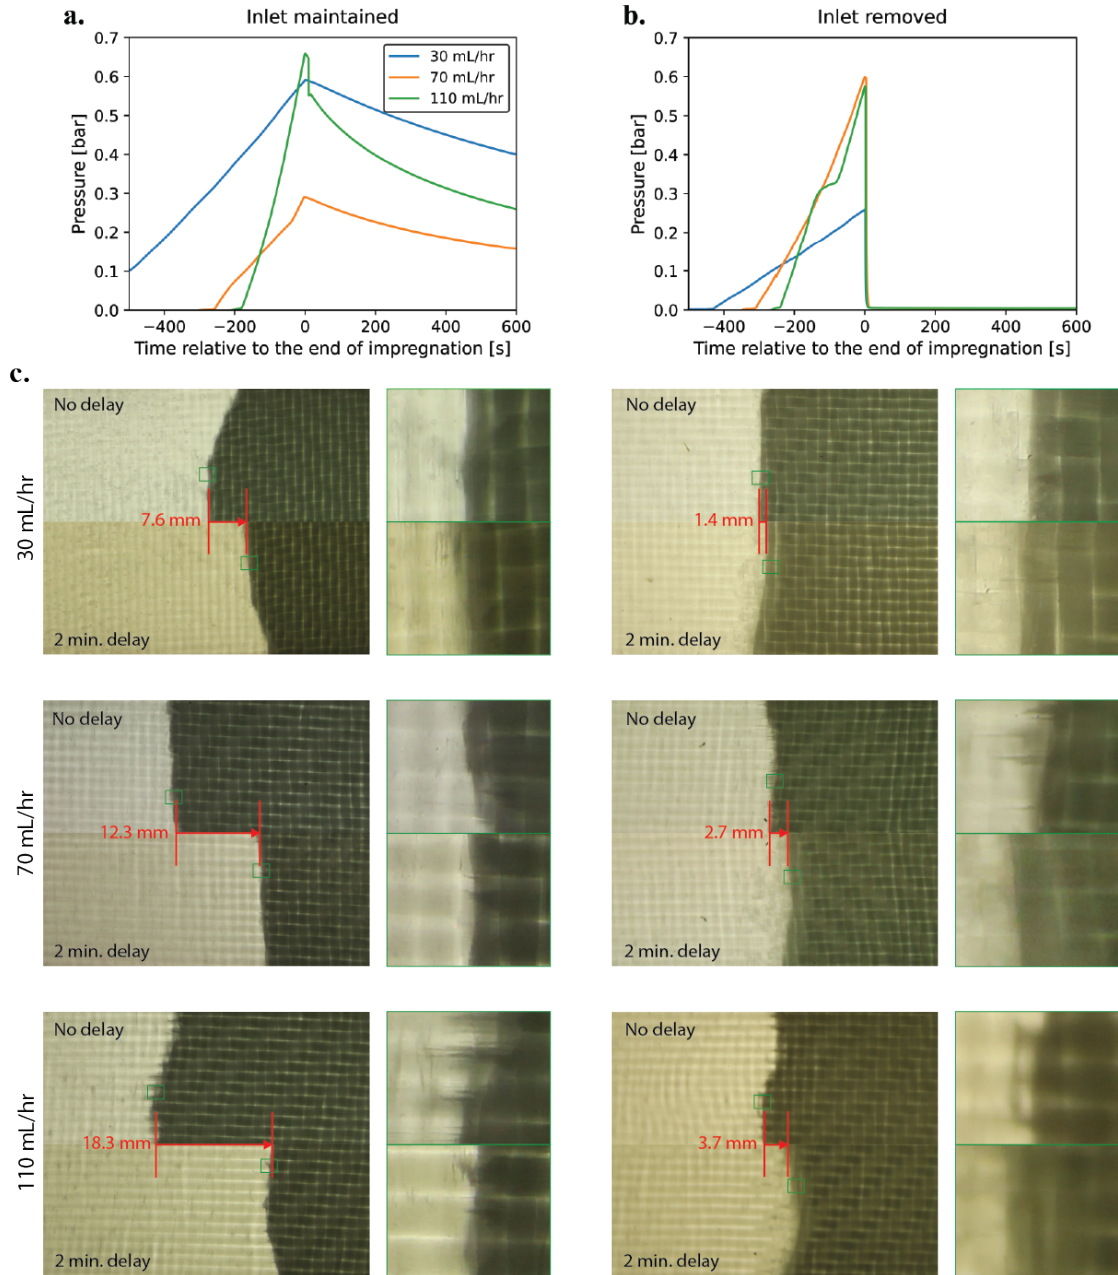 a.
Inlet maintained
0.7
0.6
0.5
0.4
0.3
0.2
0.1
0.0
Pressure [bar]
30 mL/hr
70 mL/hr
110 mL/hr
−400 −200 0 200 400 600
Time relative to the end of impregnation [s]
b.
Inlet removed
0.7
0.6
0.5
0.4
0.3
0.2
0.1
0.0
Pressure [bar]
−400 −200 0 200 400 600
Time relative to the end of impregnation [s]
c.
30 mL/hr
No delay
7.6 mm
2 min. delay
No delay
1.4 mm
2 min. delay
70 mL/hr
No delay
12.3 mm
2 min. delay
No delay
2.7 mm
2 min. delay
110 mL/hr
No delay
18.3 mm
2 min. delay
No delay
3.7 mm
2 min. delay